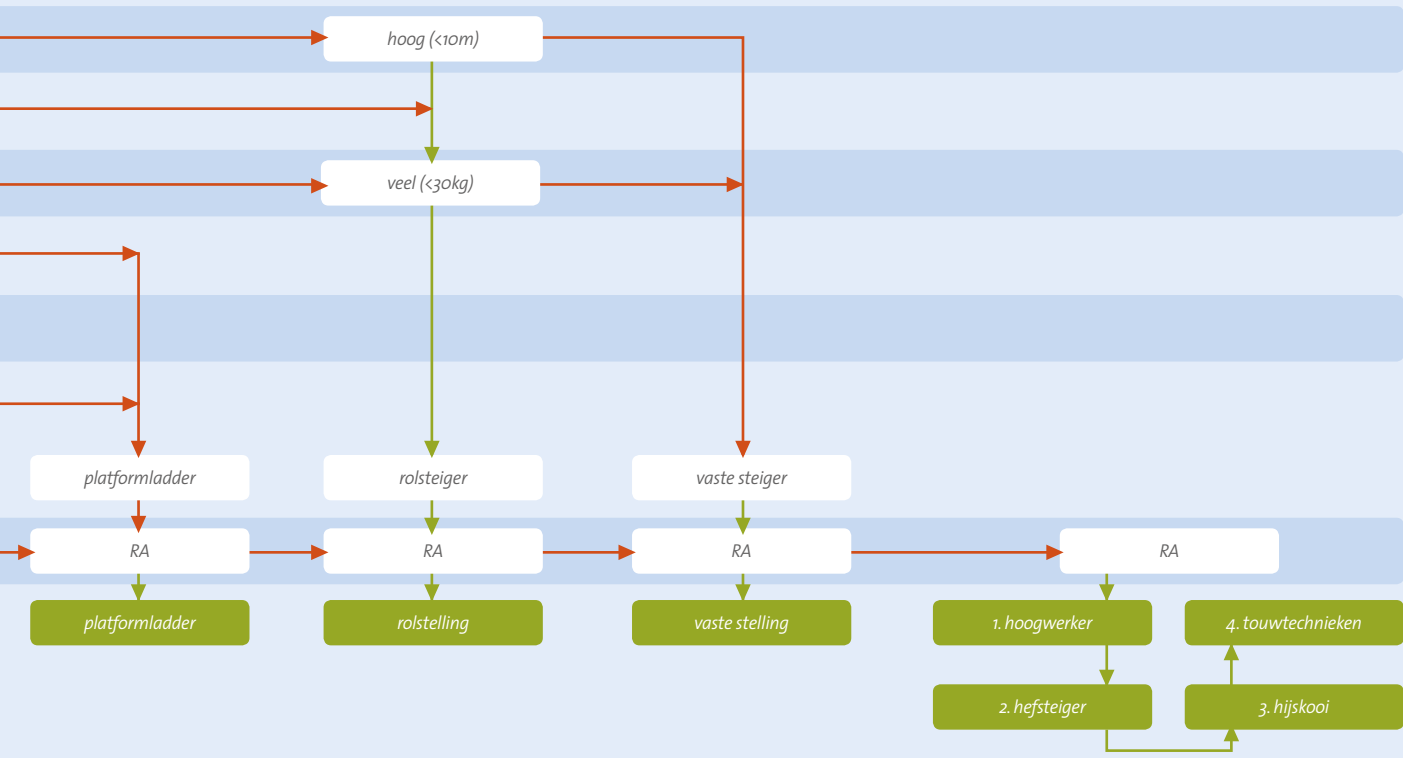 hoog (<10m)
veel (<30kg)
platformladder
rolsteiger
vaste steiger
RA
RA
RA
RA
platformladder
rolstelling
vaste stelling
1. hoogwerker
4. touwtechnieken
2. hefsteiger
3. hijskooi